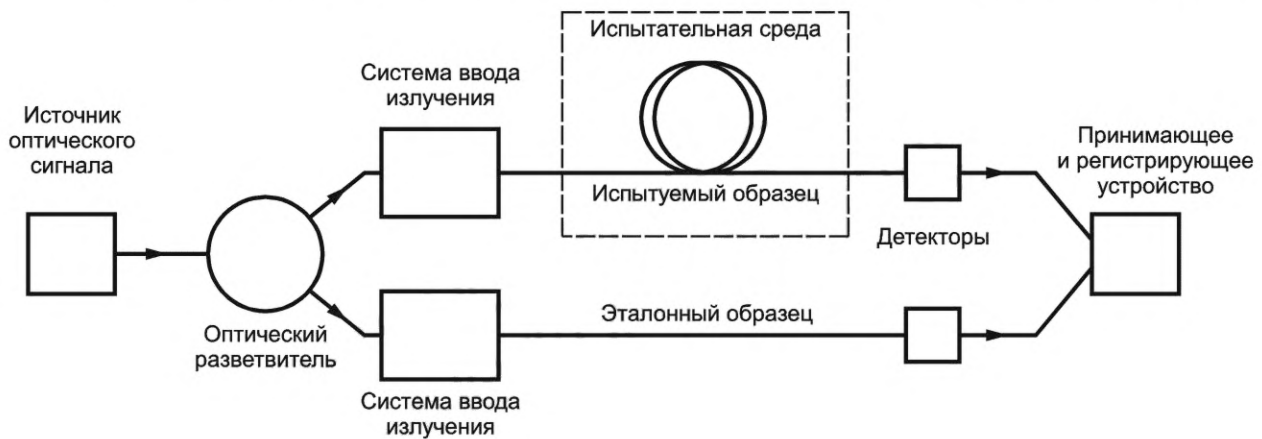 Испытательная среда
Система ввода
излучения
Источник
оптического
сигнала
Принимающее
и регистрирующее
устройство
Испытуемый образец
Детекторы
Эталонный образец
Оптический
разветвитель
Система ввода
излучения